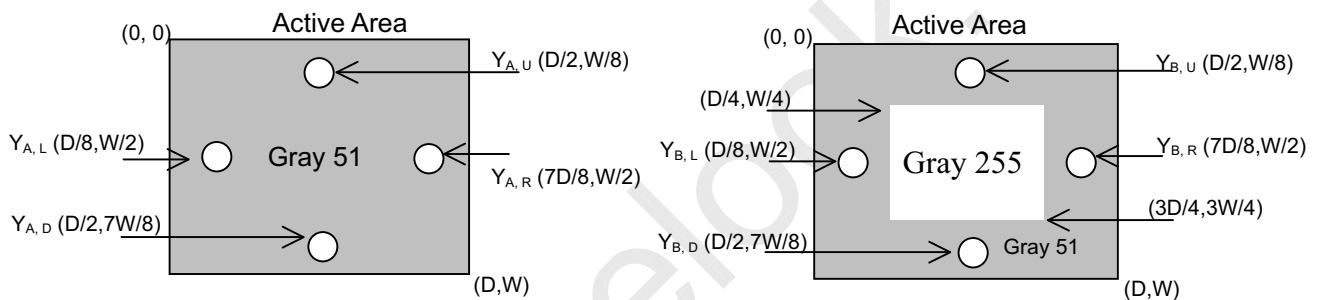 Active Area
(0, 0)
Y_A, U (D/2,W/8)
Y_A, L (D/8,W/2)
Gray 51
Y_A, R (7D/8,W/2)
Y_A, D (D/2,7W/8)
(D,W)
Active Area
(0, 0)
Y_B, U (D/2,W/8)
(D/4,W/4)
Y_B, L (D/8,W/2)
Gray 255
Y_B, R (7D/8,W/2)
(3D/4,3W/4)
Y_B, D (D/2,7W/8)
Gray 51
(D,W)